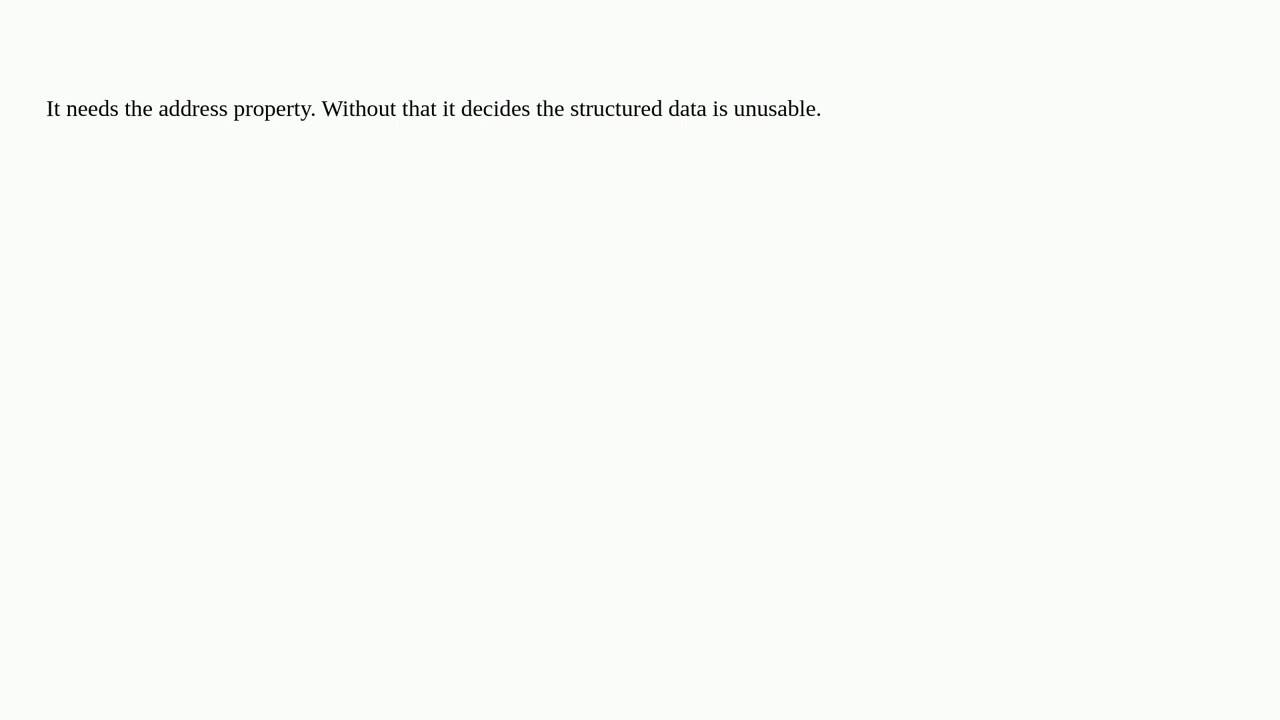 It needs the address property. Without that it decides the structured data is unusable.